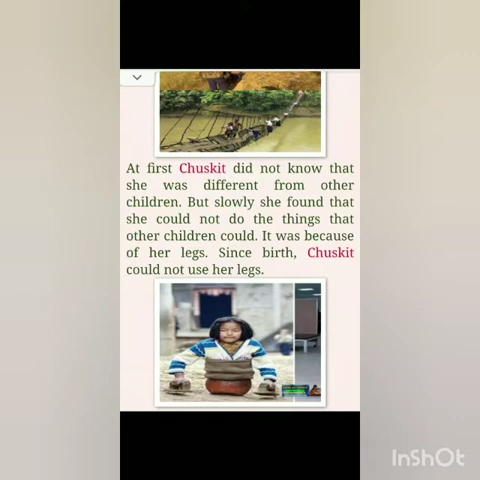 At first Chuskit did not know that
she was different from other
children. But slowly she found that
she could not do the things that
other children could. It was because
of her legs. Since birth, Chuskit
could not use her legs.
InShOt